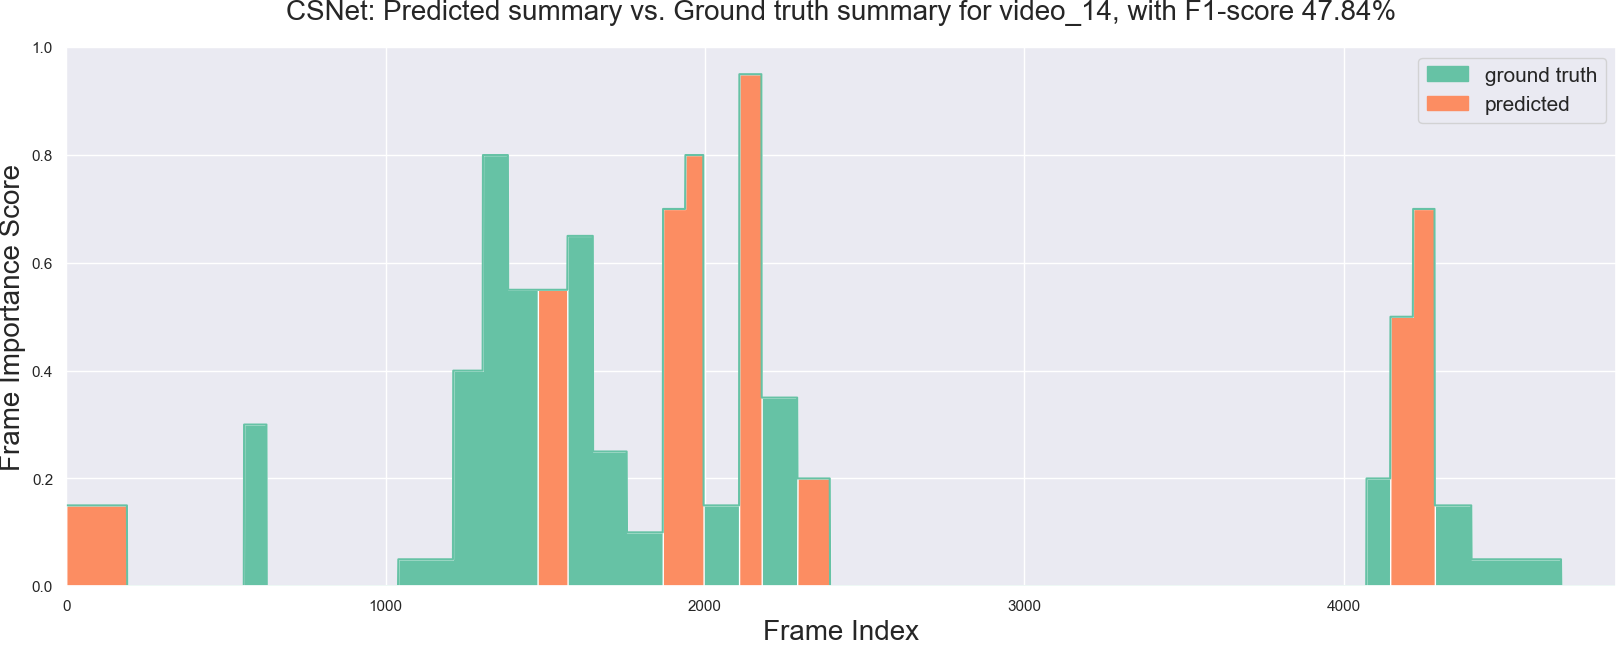 CSNet: Predicted summary vs. Ground truth summary for video_14, with F1-score 47.84%
1.0
0.8
0.6
0.4
0.2
0.0
Frame Importance Score
ground truth
predicted
0 1000 2000 3000 4000
Frame Index